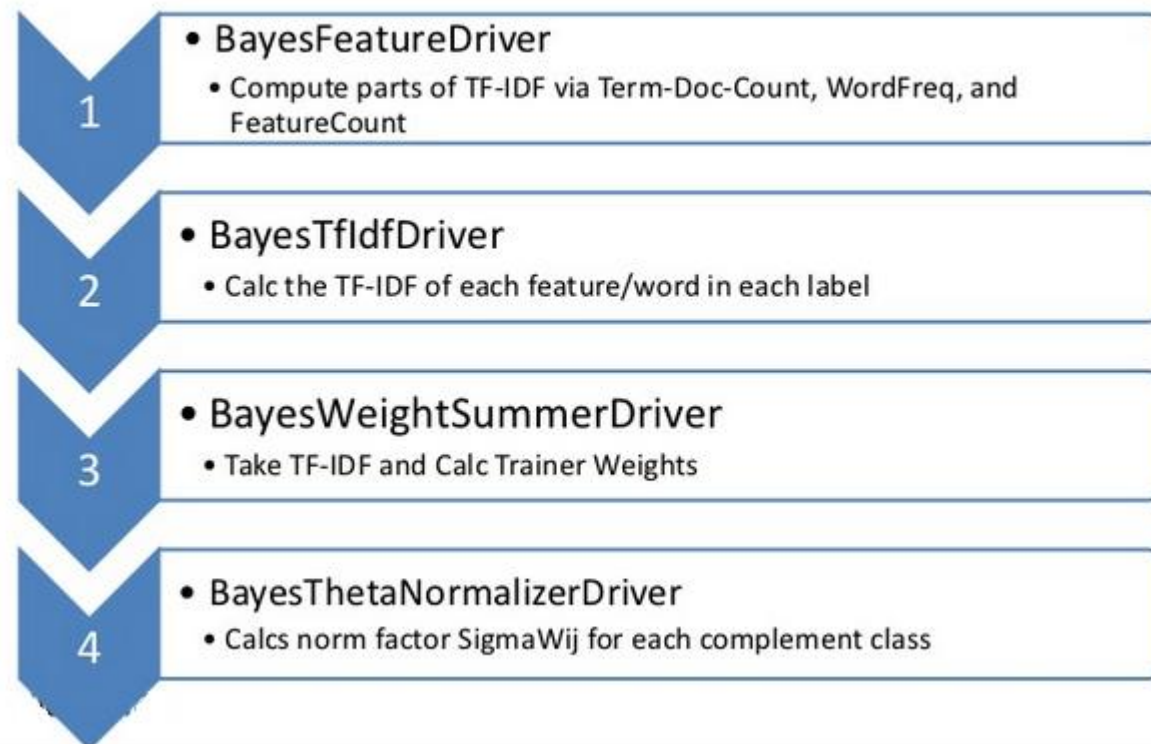 1
• BayesFeatureDriver
• Compute parts of TF-IDF via Term-Doc-Count, WordFreq, and
FeatureCount
2
• BayesTfIdfDriver
• Calc the TF-IDF of each feature/word in each label
3
• BayesWeightSummerDriver
• Take TF-IDF and Calc Trainer Weights
4
• BayesThetaNormalizerDriver
• Calcs norm factor SigmaWij for each complement class